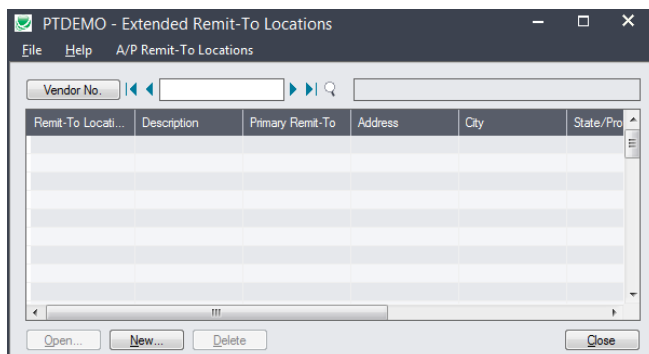 PTDEMO - Extended Remit-To Locations
File Help A/P Remit-To Locations
Vendor No.
Remit-To Locati... Description Primary Remit-To Address City State/Pro
Open... New... Delete Close